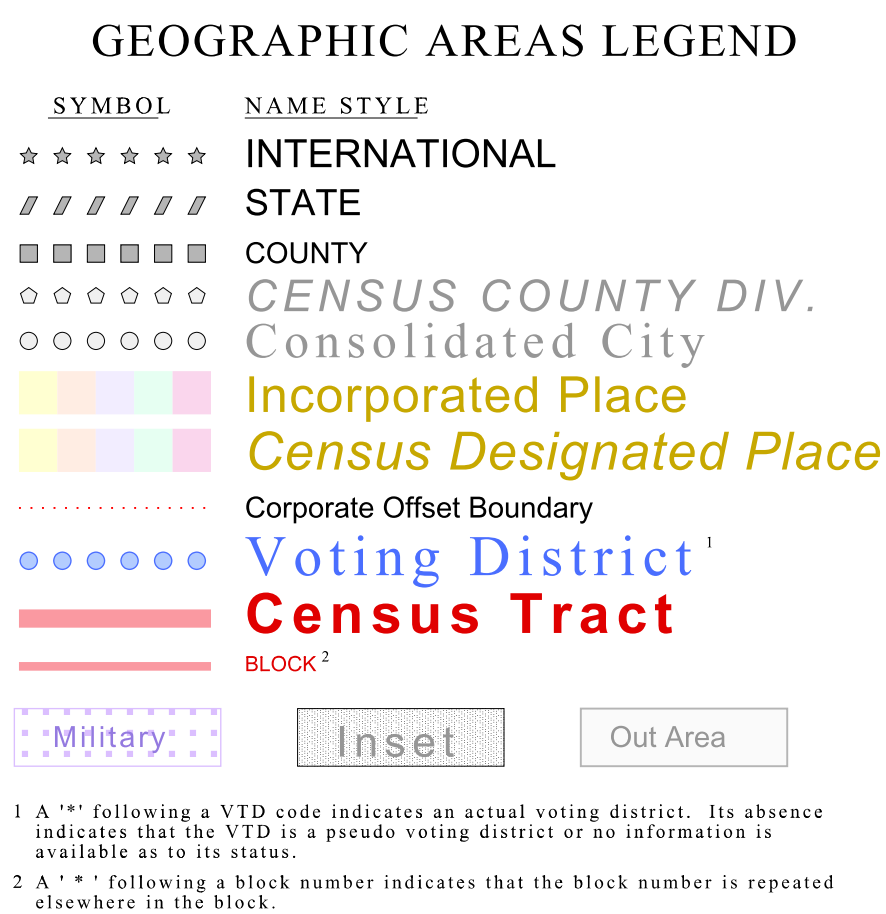 GEOGRAPHIC AREAS LEGEND
SYMBOL NAME STYLE
INTERNATIONAL
STATE
COUNTY
CENSUS COUNTY DIV.
Consolidated City
Incorporated Place
Census Designated Place
Corporate Offset Boundary
Voting District 1
Census Tract
BLOCK 2
Military Inset Out Area
1 A '*' following a VTD code indicates an actual voting district. Its absence
indicates that the VTD is a pseudo voting district or no information is
available as to its status.
2 A ' * ' following a block number indicates that the block number is repeated
elsewhere in the block.